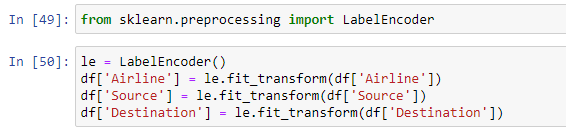 In [49]: from sklearn.preprocessing import LabelEncoder
In [50]: le = LabelEncoder()
df['Airline'] = le.fit_transform(df['Airline'])
df['Source'] = le.fit_transform(df['Source'])
df['Destination'] = le.fit_transform(df['Destination'])